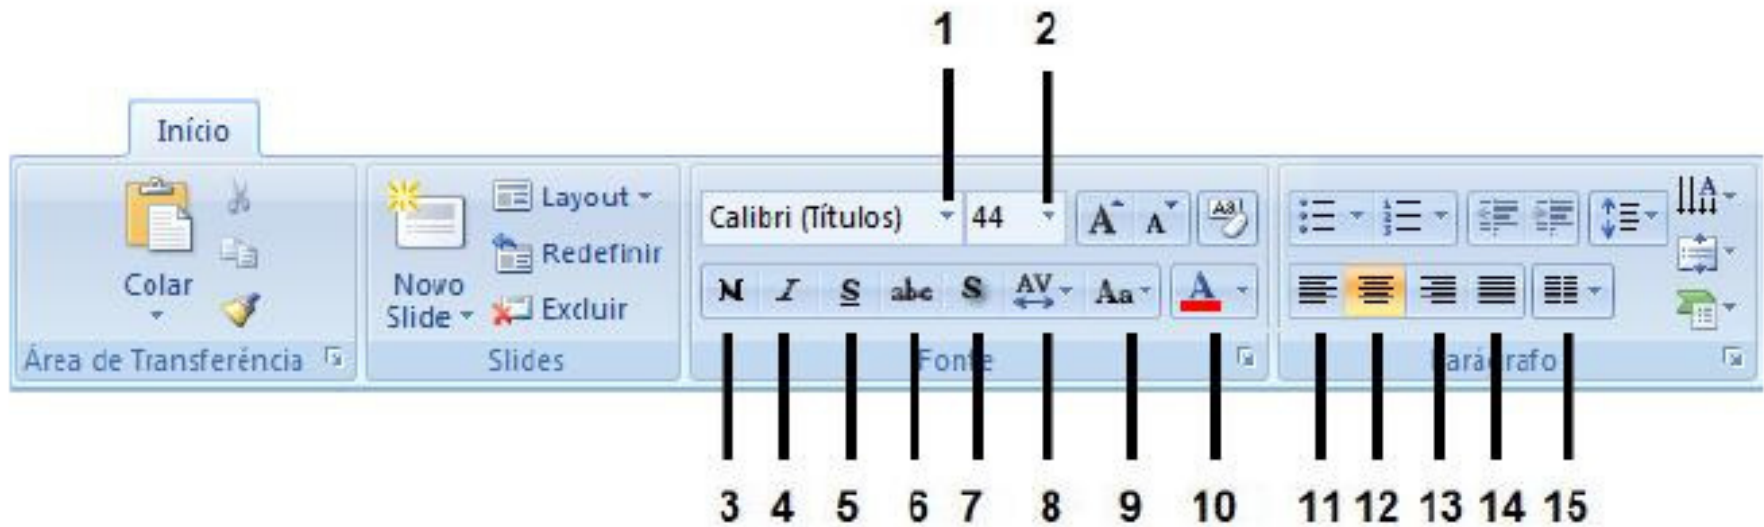 1 2
Início
Layout
Calibri (Títulos) 44 A A Aa
A
Redefinir
Colar Novo Slide Excluir
N I S abc S AV Aa A
Área de Transferência Slides Fonte Parágrafo
3 4 5 6 7 8 9 10 11 12 13 14 15